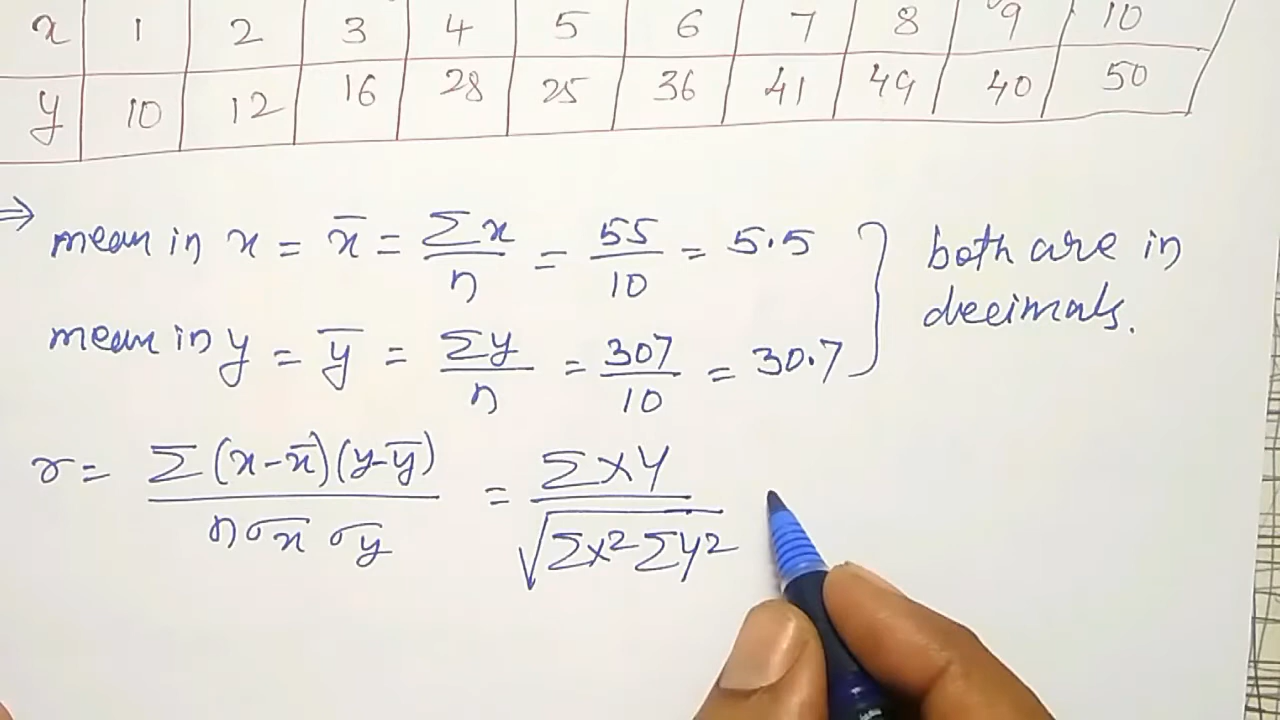 x 1 2 3 4 5 6 7 8 9 10
y 10 12 16 28 25 36 41 49 40 50
⇒ mean in x = x̄ = Σx/n = 55/10 = 5.5 } both are in
decimals.
mean in y = ȳ = Σy/n = 307/10 = 30.7
r = Σ(x-x̄)(y-ȳ)/nσx σy = ΣXY/√ΣX²ΣY²